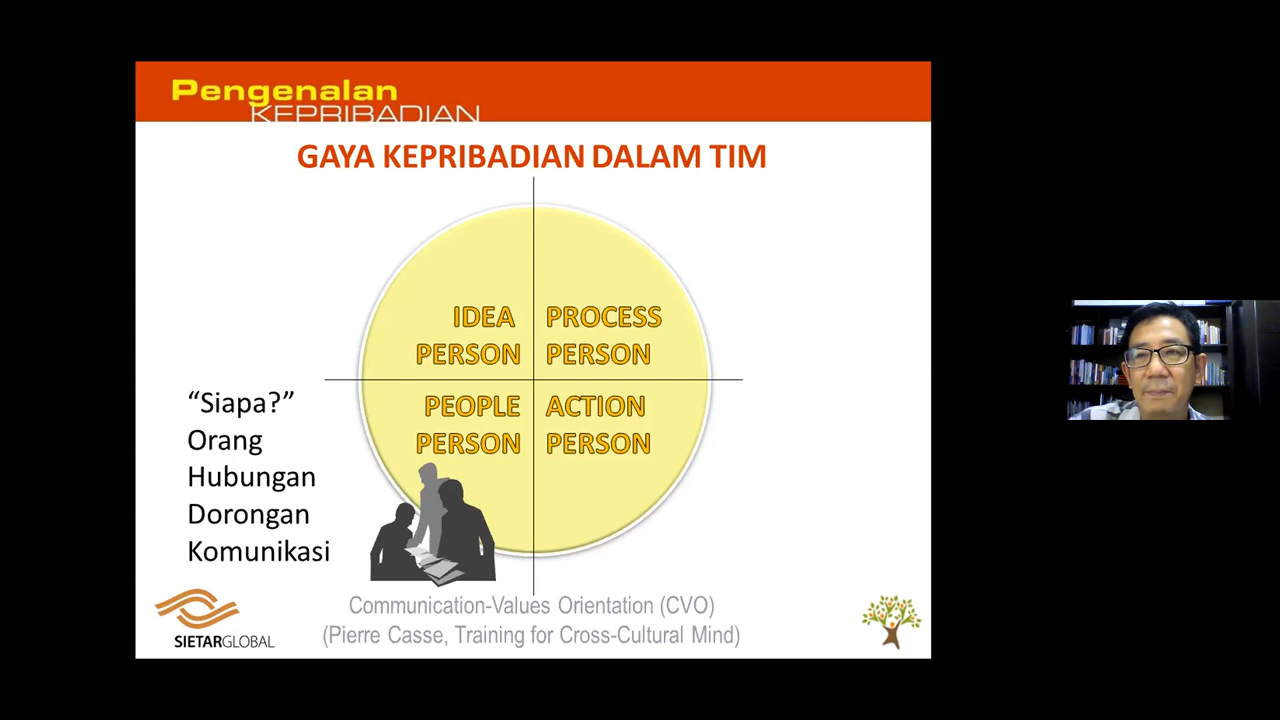 Pengenalan
KEPRIBADIAN
GAYA KEPRIBADIAN DALAM TIM
IDEA
PERSON
PROCESS
PERSON
PEOPLE
PERSON
ACTION
PERSON
“Siapa?”
Orang
Hubungan
Dorongan
Komunikasi
Communication-Values Orientation (CVO)
(Pierre Casse, Training for Cross-Cultural Mind)
SIETARGLOBAL